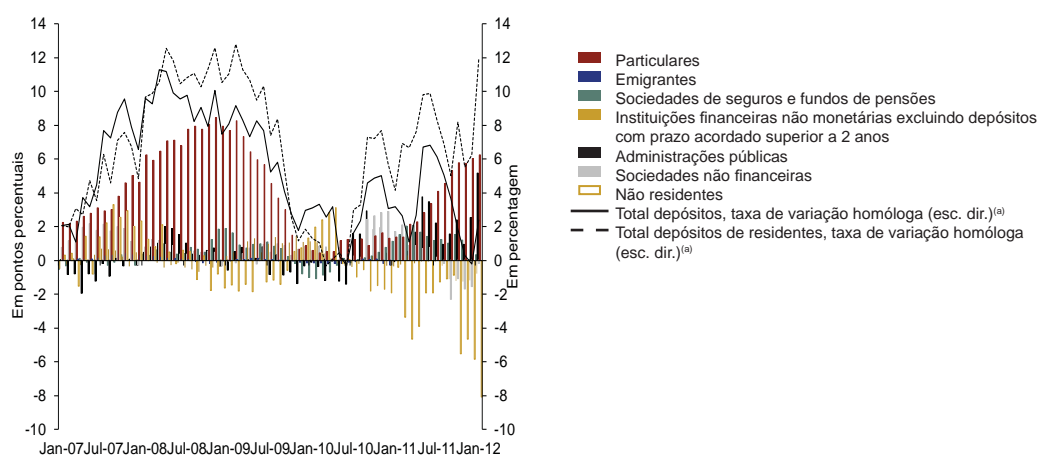 14
12
10
8
6
4
2
0
-2
-4
-6
-8
-10
Em pontos percentuais
14
12
10
8
6
4
2
0
-2
-4
-6
-8
-10
Em percentagem
Jan-07Jul-07Jan-08Jul-08Jan-09Jul-09Jan-10Jul-10Jan-11Jul-11Jan-12
Particulares
Emigrantes
Sociedades de seguros e fundos de pensões
Instituições financeiras não monetárias excluindo depósitos
com prazo acordado superior a 2 anos
Administrações públicas
Sociedades não financeiras
Não residentes
Total depósitos, taxa de variação homóloga (esc. dir.)(a)
Total depósitos de residentes, taxa de variação homóloga
(esc. dir.)(a)